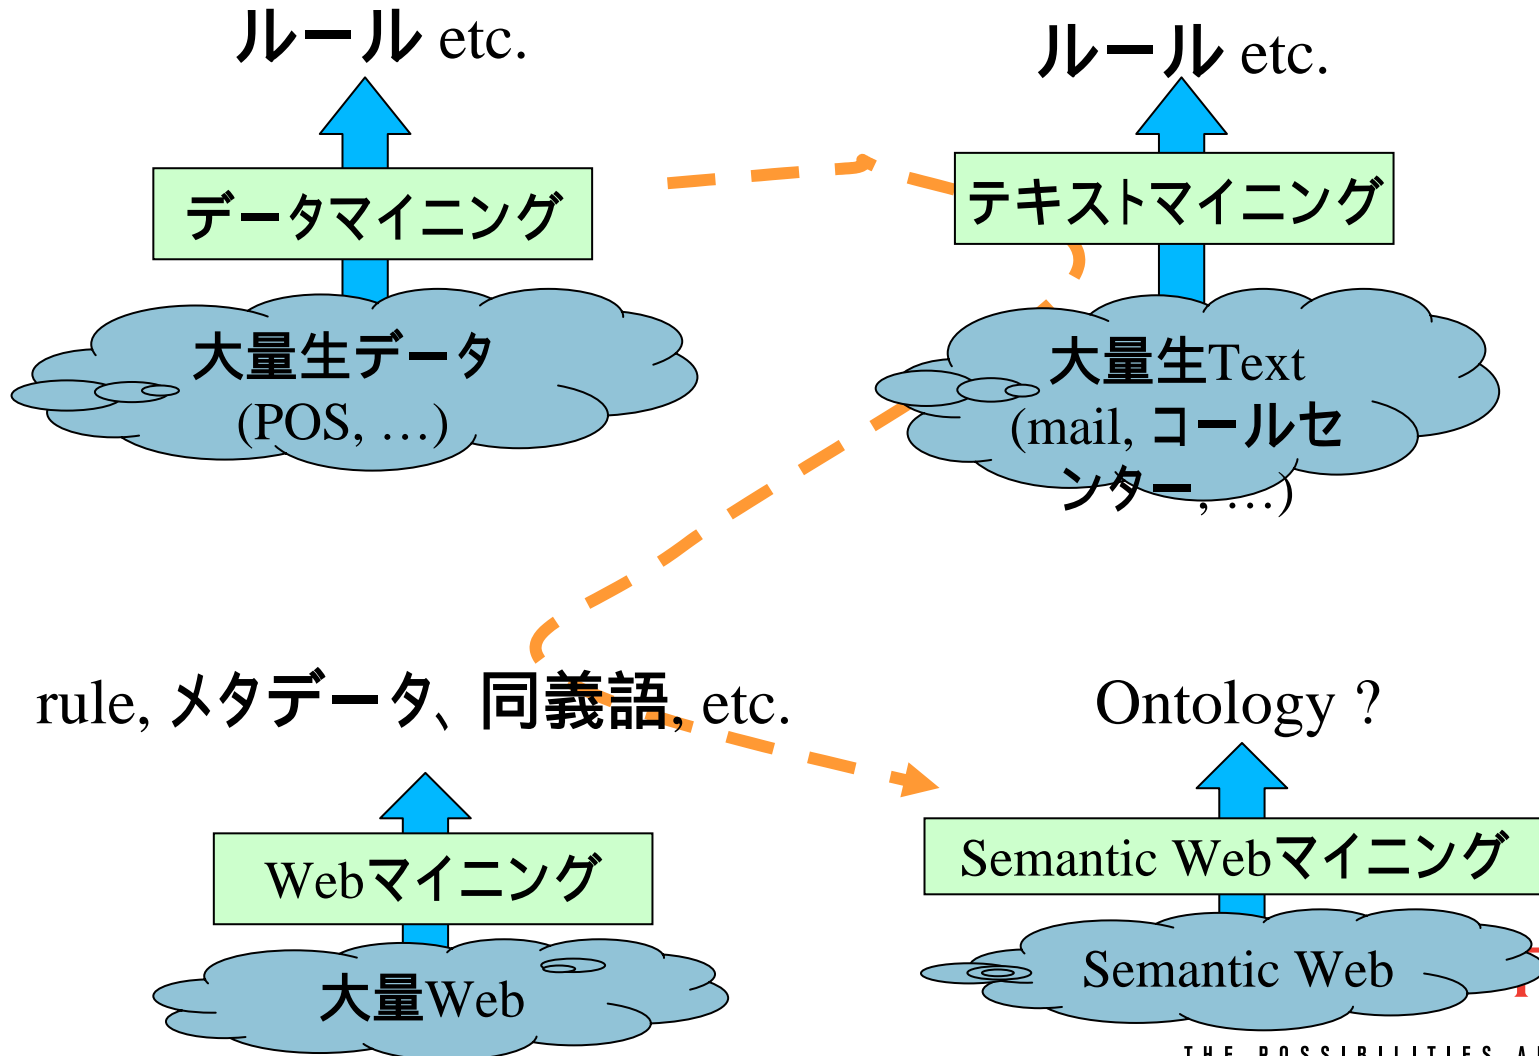 ルール etc.
データマイニング
大量生データ
(POS, …)
ルール etc.
テキストマイニング
大量生Text
(mail, コールセ
ンター, …)
rule, メタデータ、同義語, etc.
Webマイニング
大量Web
Ontology ?
Semantic Webマイニング
Semantic Web
THE POSSIBILITIES A